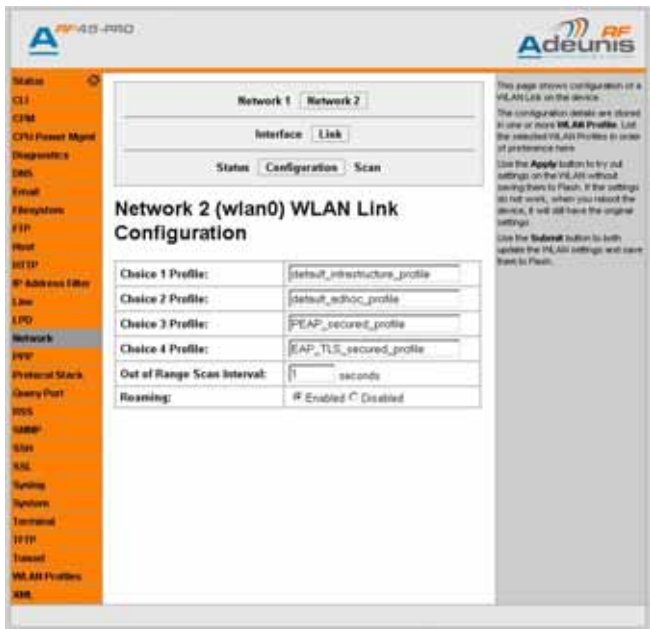 ARF-45-PRO
Adeunis RF
Status
CLI
CPM
CPU Power Mgmt
Diagnostics
DNS
Email
Filesystem
FTP
Host
HTTP
IP Address Filter
Line
LPD
Network
PPP
Protocol Stack
Query Port
RSS
SNMP
SSH
SSL
Syslog
System
Terminal
TFTP
Tunnel
WLAN Profiles
XML
Network 1 Network 2
Interface Link
Status Configuration Scan
Network 2 (wlan0) WLAN Link
Configuration
Choice 1 Profile: default_infrastructure_profile
Choice 2 Profile: default_adhoc_profile
Choice 3 Profile: PEAP_secured_profile
Choice 4 Profile: EAP_TLS_secured_profile
Out of Range Scan Interval: 1 seconds
Roaming: Enabled Disabled
This page shows configuration of a
WLAN Link on the device.
The configuration details are stored
in one or more WLAN Profile. List
the selected WLAN Profiles in order
of preference here.
Use the Apply button to try out
settings on the WLAN without
saving them to Flash. If the settings
do not work, when you reboot the
device, it will still have the original
settings.
Use the Submit button to both
update the WLAN settings and save
them to Flash.